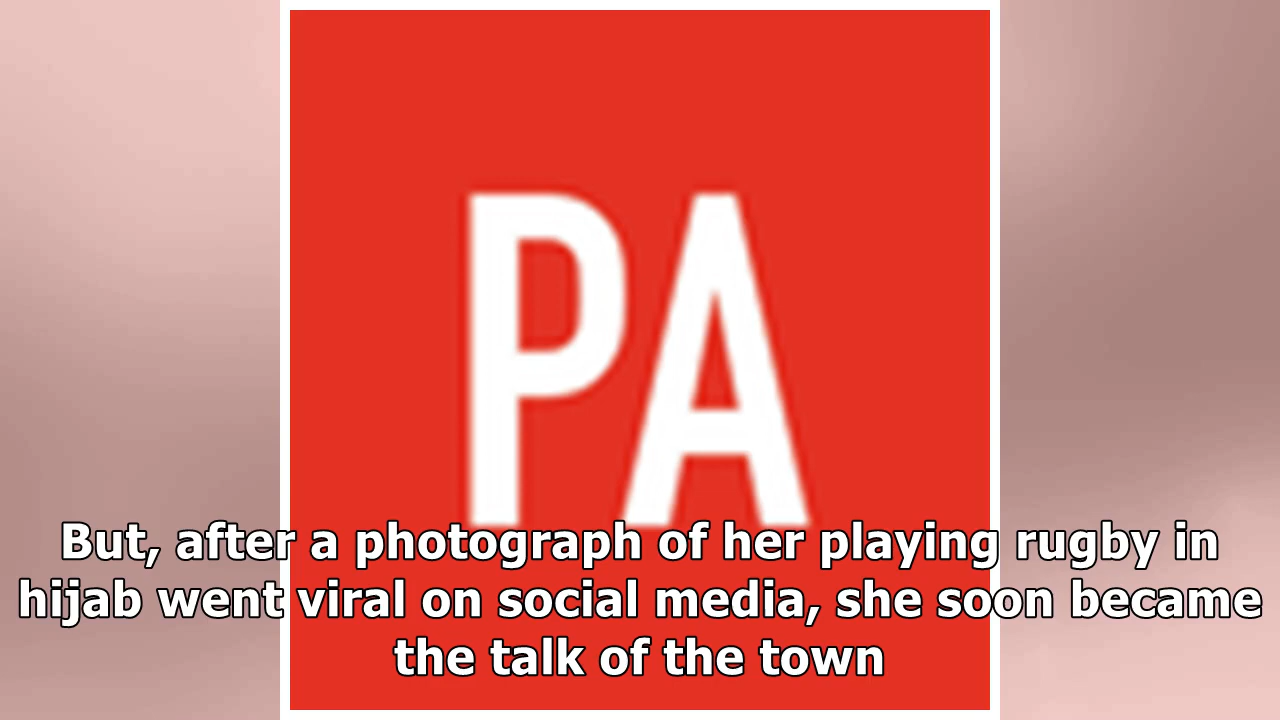 PA
But, after a photograph of her playing rugby in
hijab went viral on social media, she soon became
the talk of the town